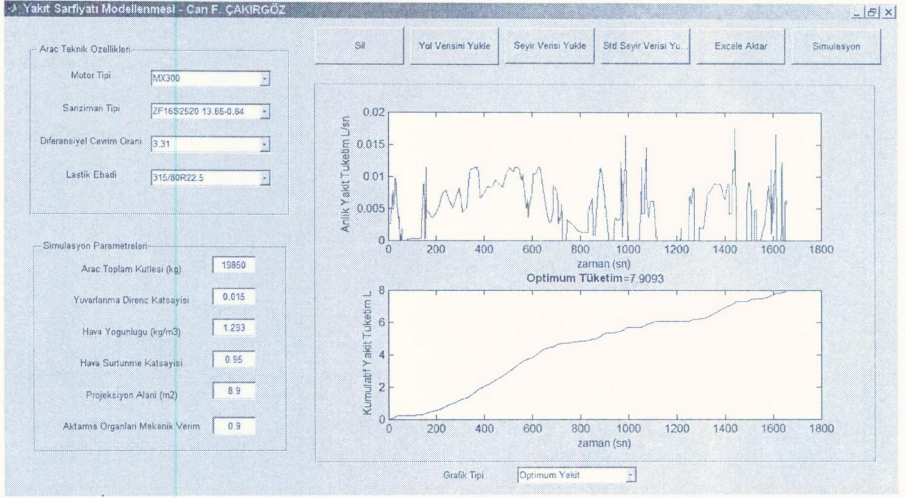 Yakıt Sarfiyatı Modellenmesi - Can F. ÇAKIRGÖZ
Sil
Yol Verisini Yukle
Seyir Verisi Yukle
Std Seyir Verisi Yu...
Excele Aktar
Simulasyon
Arac Teknik Ozellikleri
Motor Tipi
MX300
Sanziman Tipi
ZF16S2520 13.85-0.84
Diferansiyel Cevrim Orani
3.31
Lastik Ebadi
315/80R22.5
Simulasyon Parametreleri
Arac Toplam Kutlesi (kg)
19850
Yuvarlanma Direnc Katsayisi
0.015
Hava Yogunlugu (kg/m3)
1.293
Hava Surtunme Katsayisi
0.95
Projeksiyon Alani (m2)
8.9
Aktarma Organlari Mekanik Verim
0.9
Anlik Yakit Tuketim L/sn
0.02
0.015
0.01
0.005
0
0 200 400 600 800 1000 1200 1400 1600 1800
zaman (sn)
Optimum Tüketim=7.9093
Kumulatif Yakit Tuketim L
8
6
4
2
0
0 200 400 600 800 1000 1200 1400 1600 1800
zaman (sn)
Grafik Tipi
Optimum Yakit